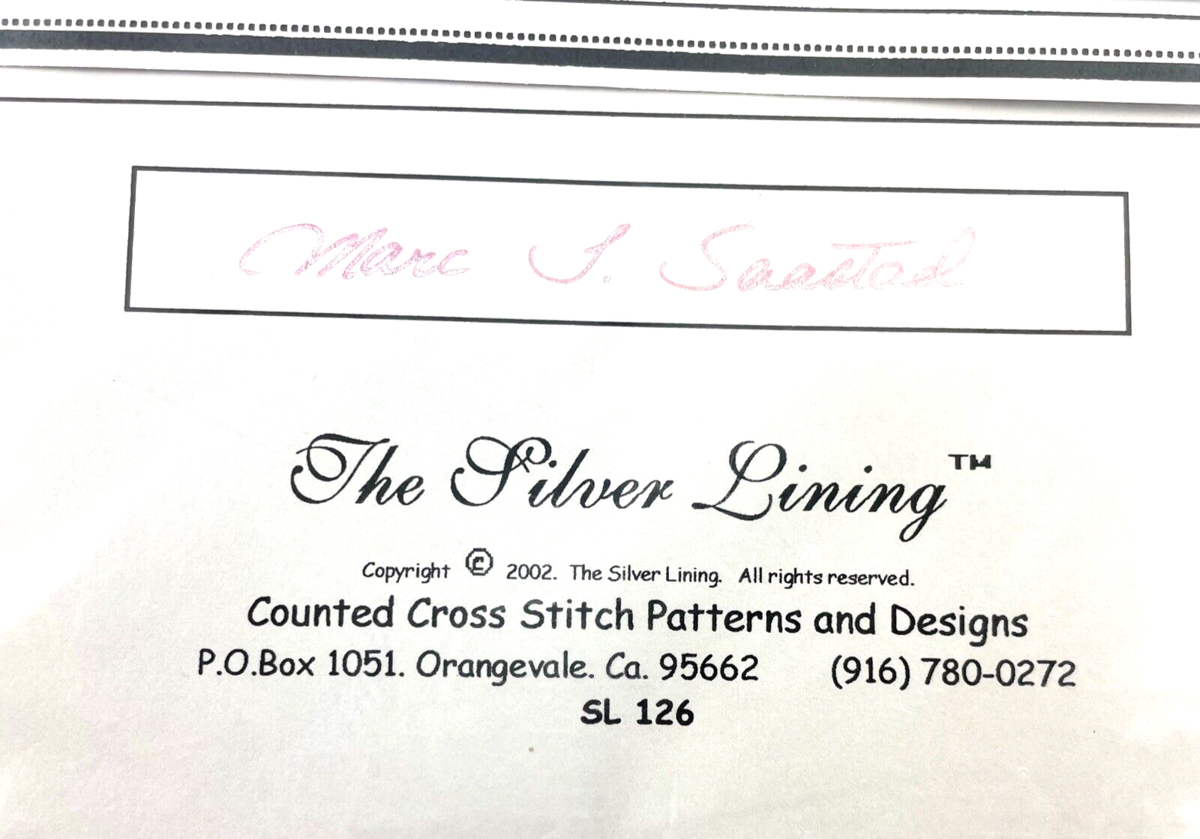 Marc I. Saastad
The Silver Lining™
Copyright © 2002. The Silver Lining. All rights reserved.
Counted Cross Stitch Patterns and Designs
P.O.Box 1051. Orangevale. Ca. 95662 (916) 780-0272
SL 126